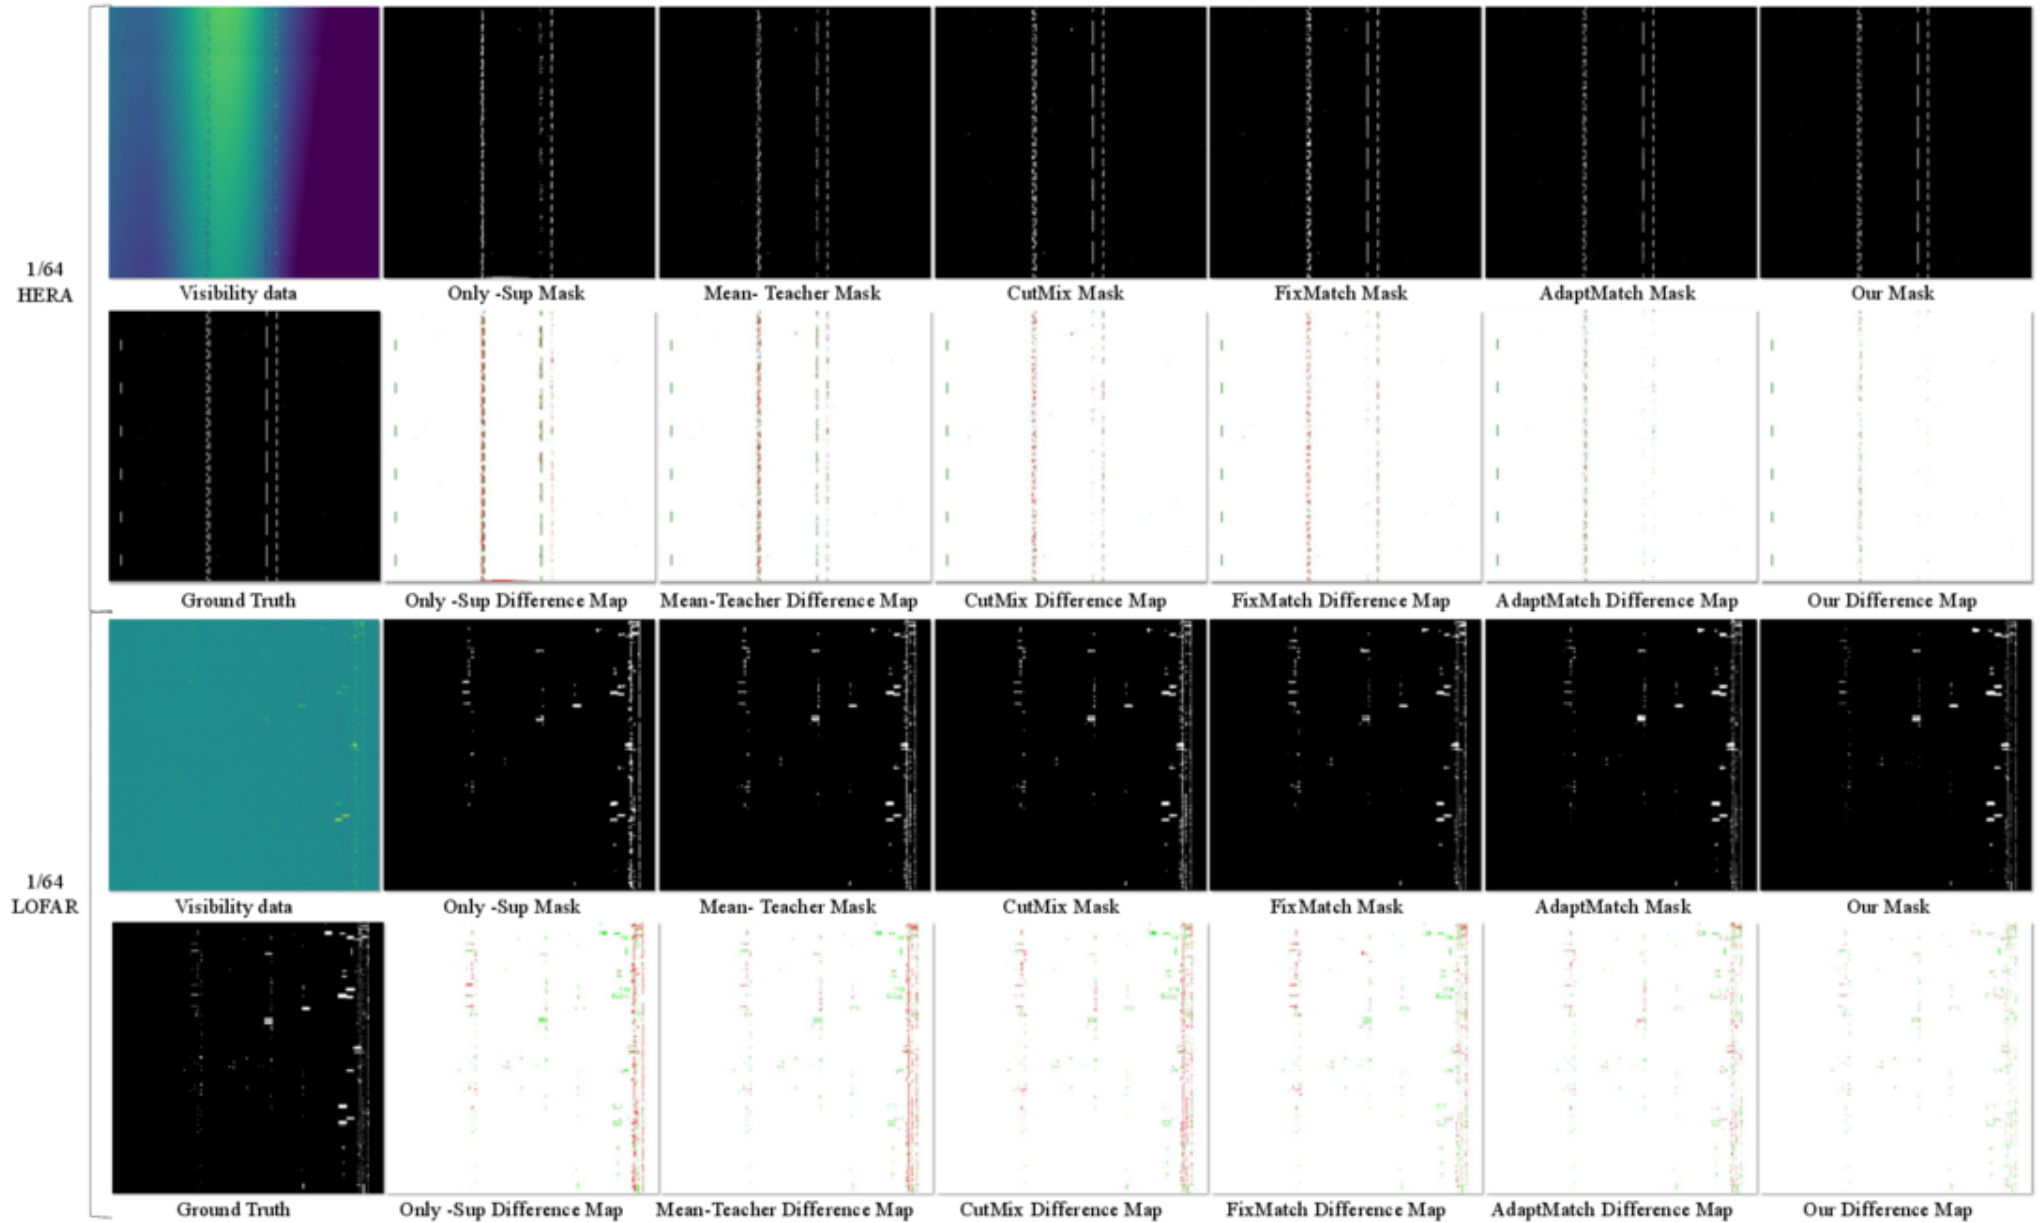 1/64
HERA
Visibility data
Only -Sup Mask
Mean- Teacher Mask
CutMix Mask
FixMatch Mask
AdaptMatch Mask
Our Mask
Ground Truth
Only -Sup Difference Map
Mean-Teacher Difference Map
CutMix Difference Map
FixMatch Difference Map
AdaptMatch Difference Map
Our Difference Map
1/64
LOFAR
Visibility data
Only -Sup Mask
Mean- Teacher Mask
CutMix Mask
FixMatch Mask
AdaptMatch Mask
Our Mask
Ground Truth
Only -Sup Difference Map
Mean-Teacher Difference Map
CutMix Difference Map
FixMatch Difference Map
AdaptMatch Difference Map
Our Difference Map